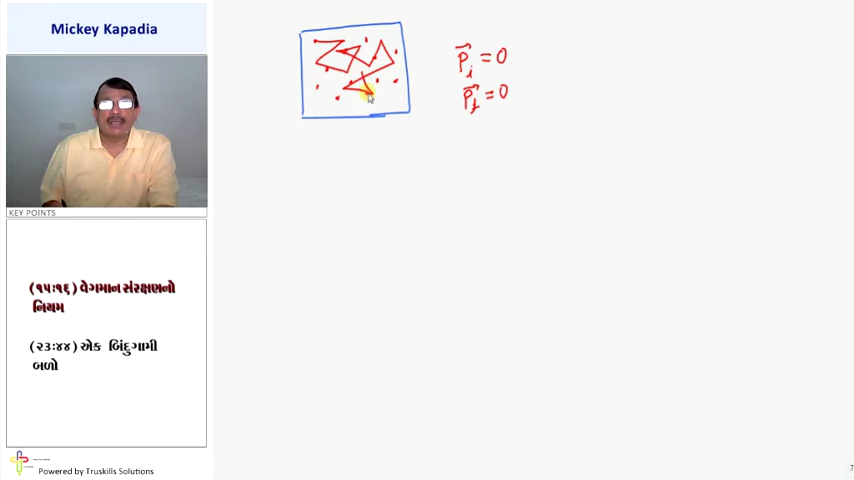 Mickey Kapadia
KEY POINTS
(૧૫:૧૬) વેગમાન સંરક્ષણનો
નિયમ
(૨૩:૪૪) એક બિંદુગામી
બળો
Powered by Truskills Solutions
p⃗ᵢ = 0
p⃗f = 0
7